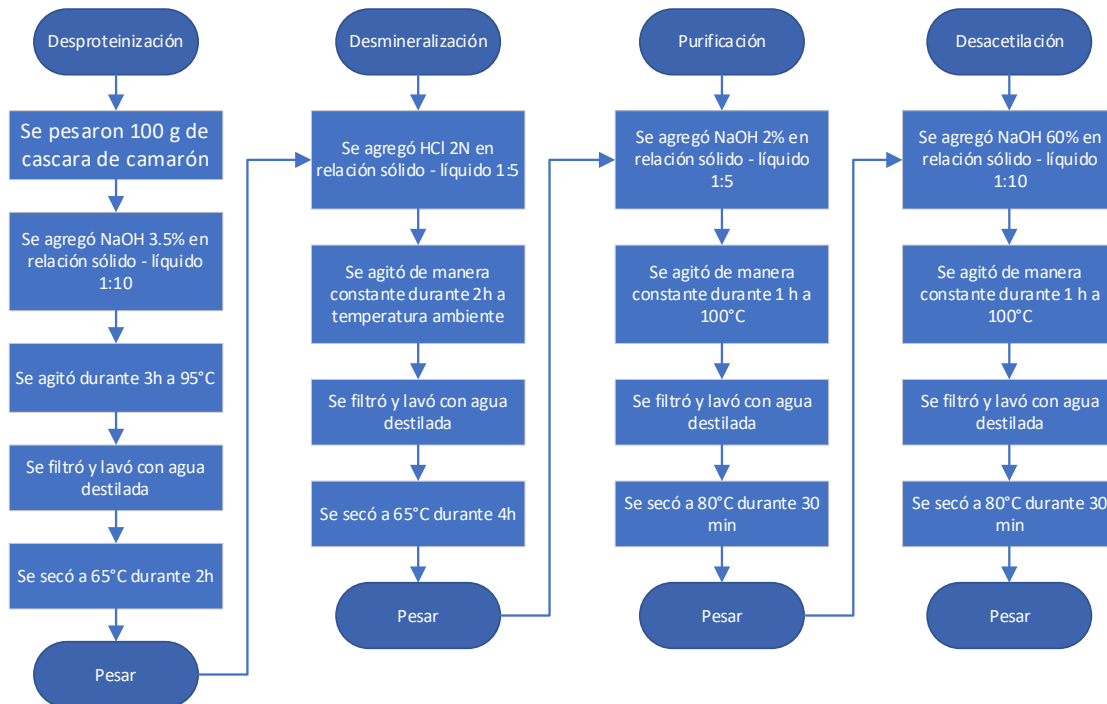 Desproteinización
Se pesaron 100 g de
cascara de camarón
Se agregó NaOH 3.5% en
relación sólido - líquido
1:10
Se agitó durante 3h a 95°C
Se filtró y lavó con agua
destilada
Se secó a 65°C durante 2h
Pesar
Desmineralización
Se agregó HCl 2N en
relación sólido - líquido 1:5
Se agitó de manera
constante durante 2h a
temperatura ambiente
Se filtró y lavó con agua
destilada
Se secó a 65°C durante 4h
Pesar
Purificación
Se agregó NaOH 2% en
relación sólido - líquido
1:5
Se agitó de manera
constante durante 1 h a
100°C
Se filtró y lavó con agua
destilada
Se secó a 80°C durante 30
min
Pesar
Desacetilación
Se agregó NaOH 60% en
relación sólido - líquido
1:10
Se agitó de manera
constante durante 1 h a
100°C
Se filtró y lavó con agua
destilada
Se secó a 80°C durante 30
min
Pesar